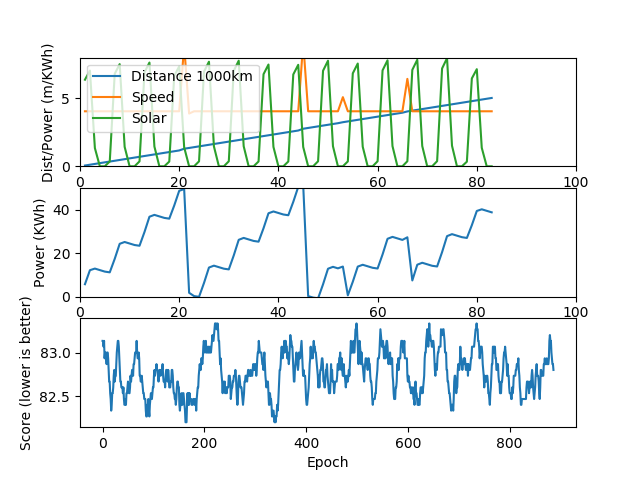 Dist/Power (m/KWh)
5
0
Distance 1000km
Speed
Solar
0 20 40 60 80 100
Power (KWh)
40
20
0
0 20 40 60 80 100
Score (lower is better)
83.0
82.5
0 200 400 600 800
Epoch